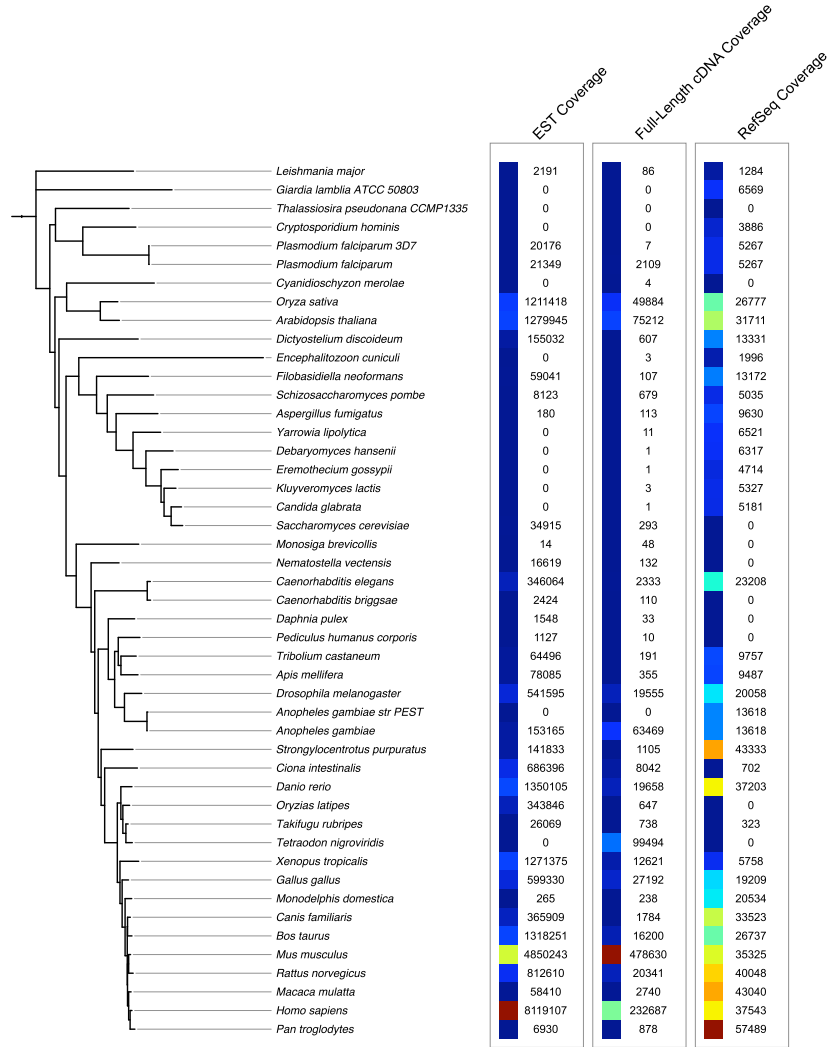 EST Coverage
Full-Length cDNA Coverage
RefSeq Coverage
Leishmania major 2191 86 1284
Giardia lamblia ATCC 50803 0 0 6569
Thalassiosira pseudonana CCMP1335 0 0 0
Cryptosporidium hominis 0 0 3886
Plasmodium falciparum 3D7 20176 7 5267
Plasmodium falciparum 21349 2109 5267
Cyanidioschyzon merolae 0 4 0
Oryza sativa 1211418 49884 26777
Arabidopsis thaliana 1279945 75212 31711
Dictyostelium discoideum 155032 607 13331
Encephalitozoon cuniculi 0 3 1996
Filobasidiella neoformans 59041 107 13172
Schizosaccharomyces pombe 8123 679 5035
Aspergillus fumigatus 180 113 9630
Yarrowia lipolytica 0 11 6521
Debaryomyces hansenii 0 1 6317
Eremothecium gossypii 0 1 4714
Kluyveromyces lactis 0 3 5327
Candida glabrata 0 1 5181
Saccharomyces cerevisiae 34915 293 0
Monosiga brevicollis 14 48 0
Nematostella vectensis 16619 132 0
Caenorhabditis elegans 346064 2333 23208
Caenorhabditis briggsae 2424 110 0
Daphnia pulex 1548 33 0
Pediculus humanus corporis 1127 10 0
Tribolium castaneum 64496 191 9757
Apis mellifera 78085 355 9487
Drosophila melanogaster 541595 19555 20058
Anopheles gambiae str PEST 0 0 13618
Anopheles gambiae 153165 63469 13618
Strongylocentrotus purpuratus 141833 1105 43333
Ciona intestinalis 686396 8042 702
Danio rerio 1350105 19658 37203
Oryzias latipes 343846 647 0
Takifugu rubripes 26069 738 323
Tetraodon nigroviridis 0 99494 0
Xenopus tropicalis 1271375 12621 5758
Gallus gallus 599330 27192 19209
Monodelphis domestica 265 238 20534
Canis familiaris 365909 1784 33523
Bos taurus 1318251 16200 26737
Mus musculus 4850243 478630 35325
Rattus norvegicus 812610 20341 40048
Macaca mulatta 58410 2740 43040
Homo sapiens 8119107 232687 37543
Pan troglodytes 6930 878 57489